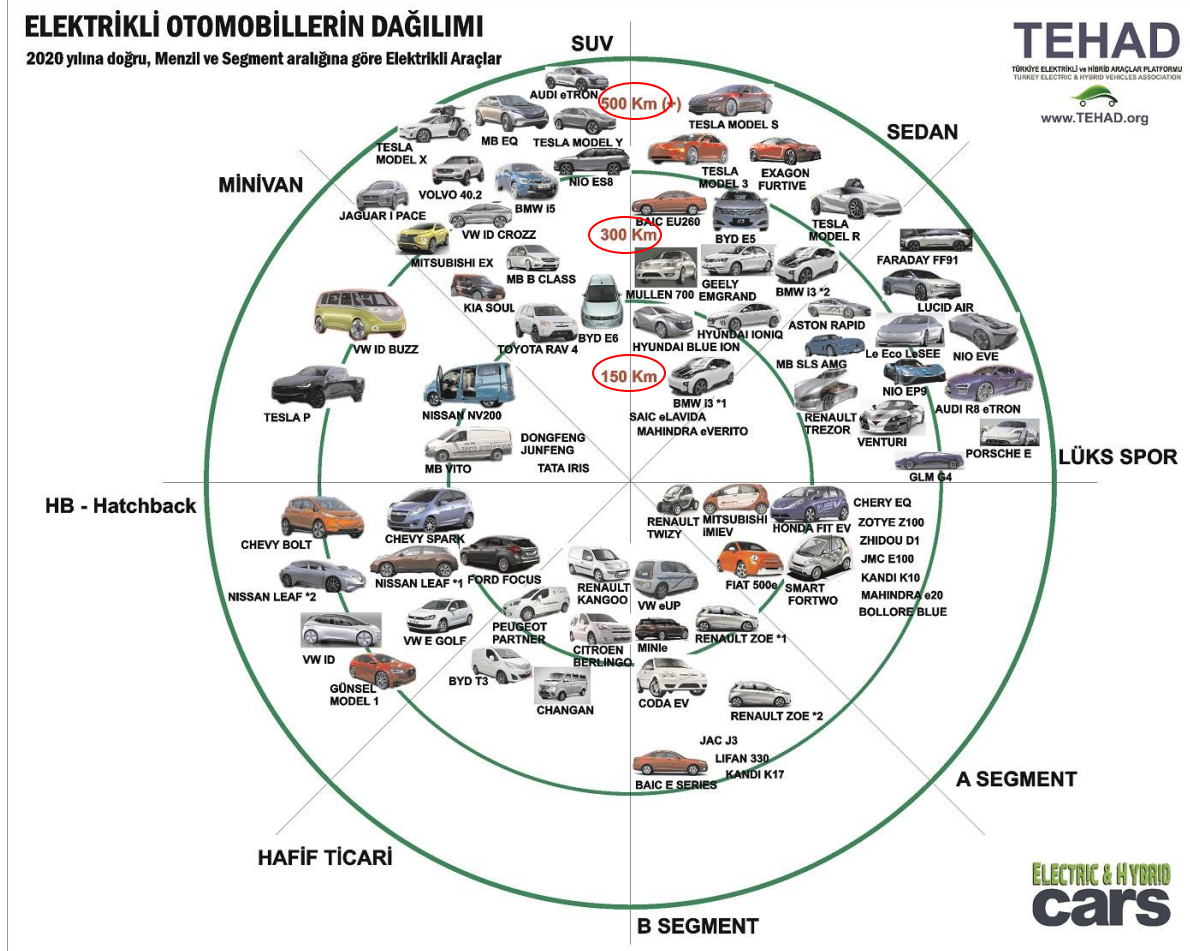 ELEKTRİKLİ OTOMOBİLLERİN DAĞILIMI
2020 yılına doğru, Menzil ve Segment aralığına göre Elektrikli Araçlar
TEHAD
TÜRKİYE ELEKTRİKLİ ve HİBRİD ARAÇLAR PLATFORMU
TURKEY ELECTRIC & HYBRID VEHICLES ASSOCIATION
www.TEHAD.org
SUV
AUDI eTRON
500 Km (+)
TESLA MODEL S
SEDAN
TESLA
MODEL X
MB EQ
TESLA MODEL Y
TESLA
MODEL 3
EXAGON
FURTIVE
MİNİVAN
VOLVO 40.2
BMW i5
NIO ES8
JAGUAR I PACE
VW ID CROZZ
BAIC EU260
BYD E5
TESLA
MODEL R
300 Km
MITSUBISHI EX
MB B CLASS
FARADAY FF91
KIA SOUL
MULLEN 700
GEELY
EMGRAND
BMW i3 *2
LUCID AIR
VW ID BUZZ
TOYOTA RAV 4
BYD E6
HYUNDAI BLUE ION
HYUNDAI IONIQ
ASTON RAPID
Le Eco LeSEE
NIO EVE
MB SLS AMG
150 Km
TESLA P
NISSAN NV200
BMW i3 *1
NIO EP9
AUDI R8 eTRON
SAIC eLAVIDA
MAHINDRA eVERITO
RENAULT
TREZOR
VENTURI
PORSCHE E
DONGFENG
JUNFENG
MB VITO
TATA IRIS
GLM G4
LÜKS SPOR
HB - Hatchback
CHEVY BOLT
CHEVY SPARK
RENAULT
TWIZY
MITSUBISHI
iMIEV
HONDA FIT EV
CHERY EQ
ZOTYE Z100
ZHIDOU D1
JMC E100
KANDI K10
MAHINDRA e20
BOLLORE BLUE
NISSAN LEAF *2
NISSAN LEAF *1
FORD FOCUS
RENAULT
KANGOO
VW eUP
FIAT 500e
SMART
FORTWO
VW ID
VW E GOLF
PEUGEOT
PARTNER
CITROEN
BERLINGO
MINIe
RENAULT ZOE *1
GÜNSEL
MODEL 1
BYD T3
CHANGAN
CODA EV
RENAULT ZOE *2
JAC J3
LIFAN 330
KANDI K17
BAIC E SERIES
A SEGMENT
HAFİF TİCARİ
B SEGMENT
ELECTRIC & HYBRID
cars